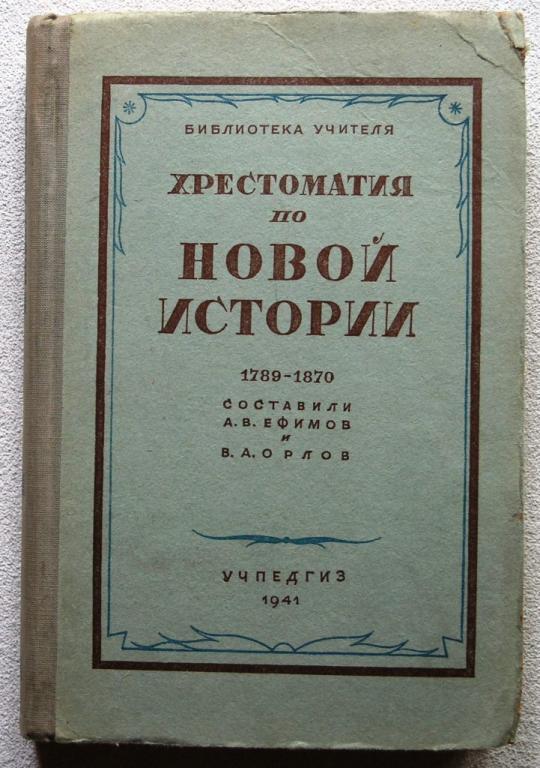 БИБЛИОТЕКА УЧИТЕЛЯ
ХРЕСТОМАТИЯ
ПО
НОВОЙ
ИСТОРИИ
1789-1870
СОСТАВИЛИ
А.В. ЕФИМОВ
И
В.А. ОРЛОВ
УЧПЕДГИЗ
1941